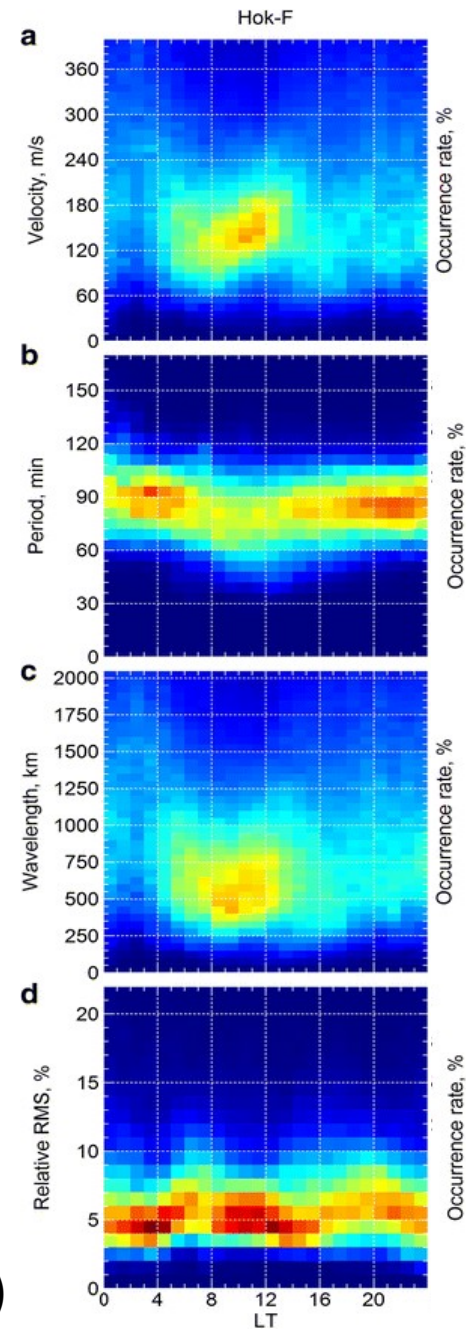 Hok-F
a
360
300
240
180
120
60
0
Velocity, m/s
Occurrence rate, %
b
150
120
90
60
30
0
Period, min
Occurrence rate, %
c
2000
1750
1500
1250
1000
750
500
250
0
Wavelength, km
Occurrence rate, %
d
20
15
10
5
0
Relative RMS, %
Occurrence rate, %
0 4 8 12 16 20
LT
)